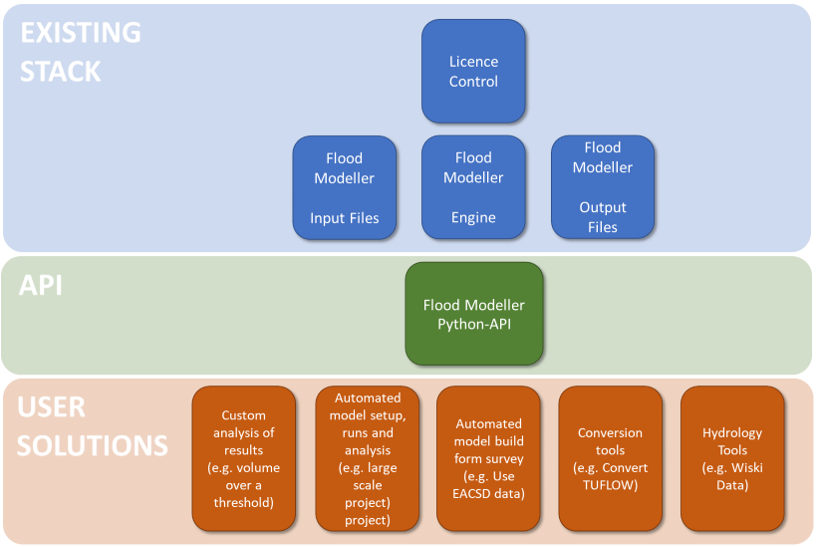 EXISTING
STACK
Licence
Control
Flood
Modeller
Input Files
Flood
Modeller
Engine
Flood
Modeller
Output
Files
API
Flood Modeller
Python-API
USER
SOLUTIONS
Custom
analysis of
results
(e.g. volume
over a
threshold)
Automated
model setup,
runs and
analysis
(e.g. large
scale
project)
project)
Automated
model build
form survey
(e.g. Use
EACSD data)
Conversion
tools
(e.g. Convert
TUFLOW)
Hydrology
Tools
(e.g. Wiski
Data)